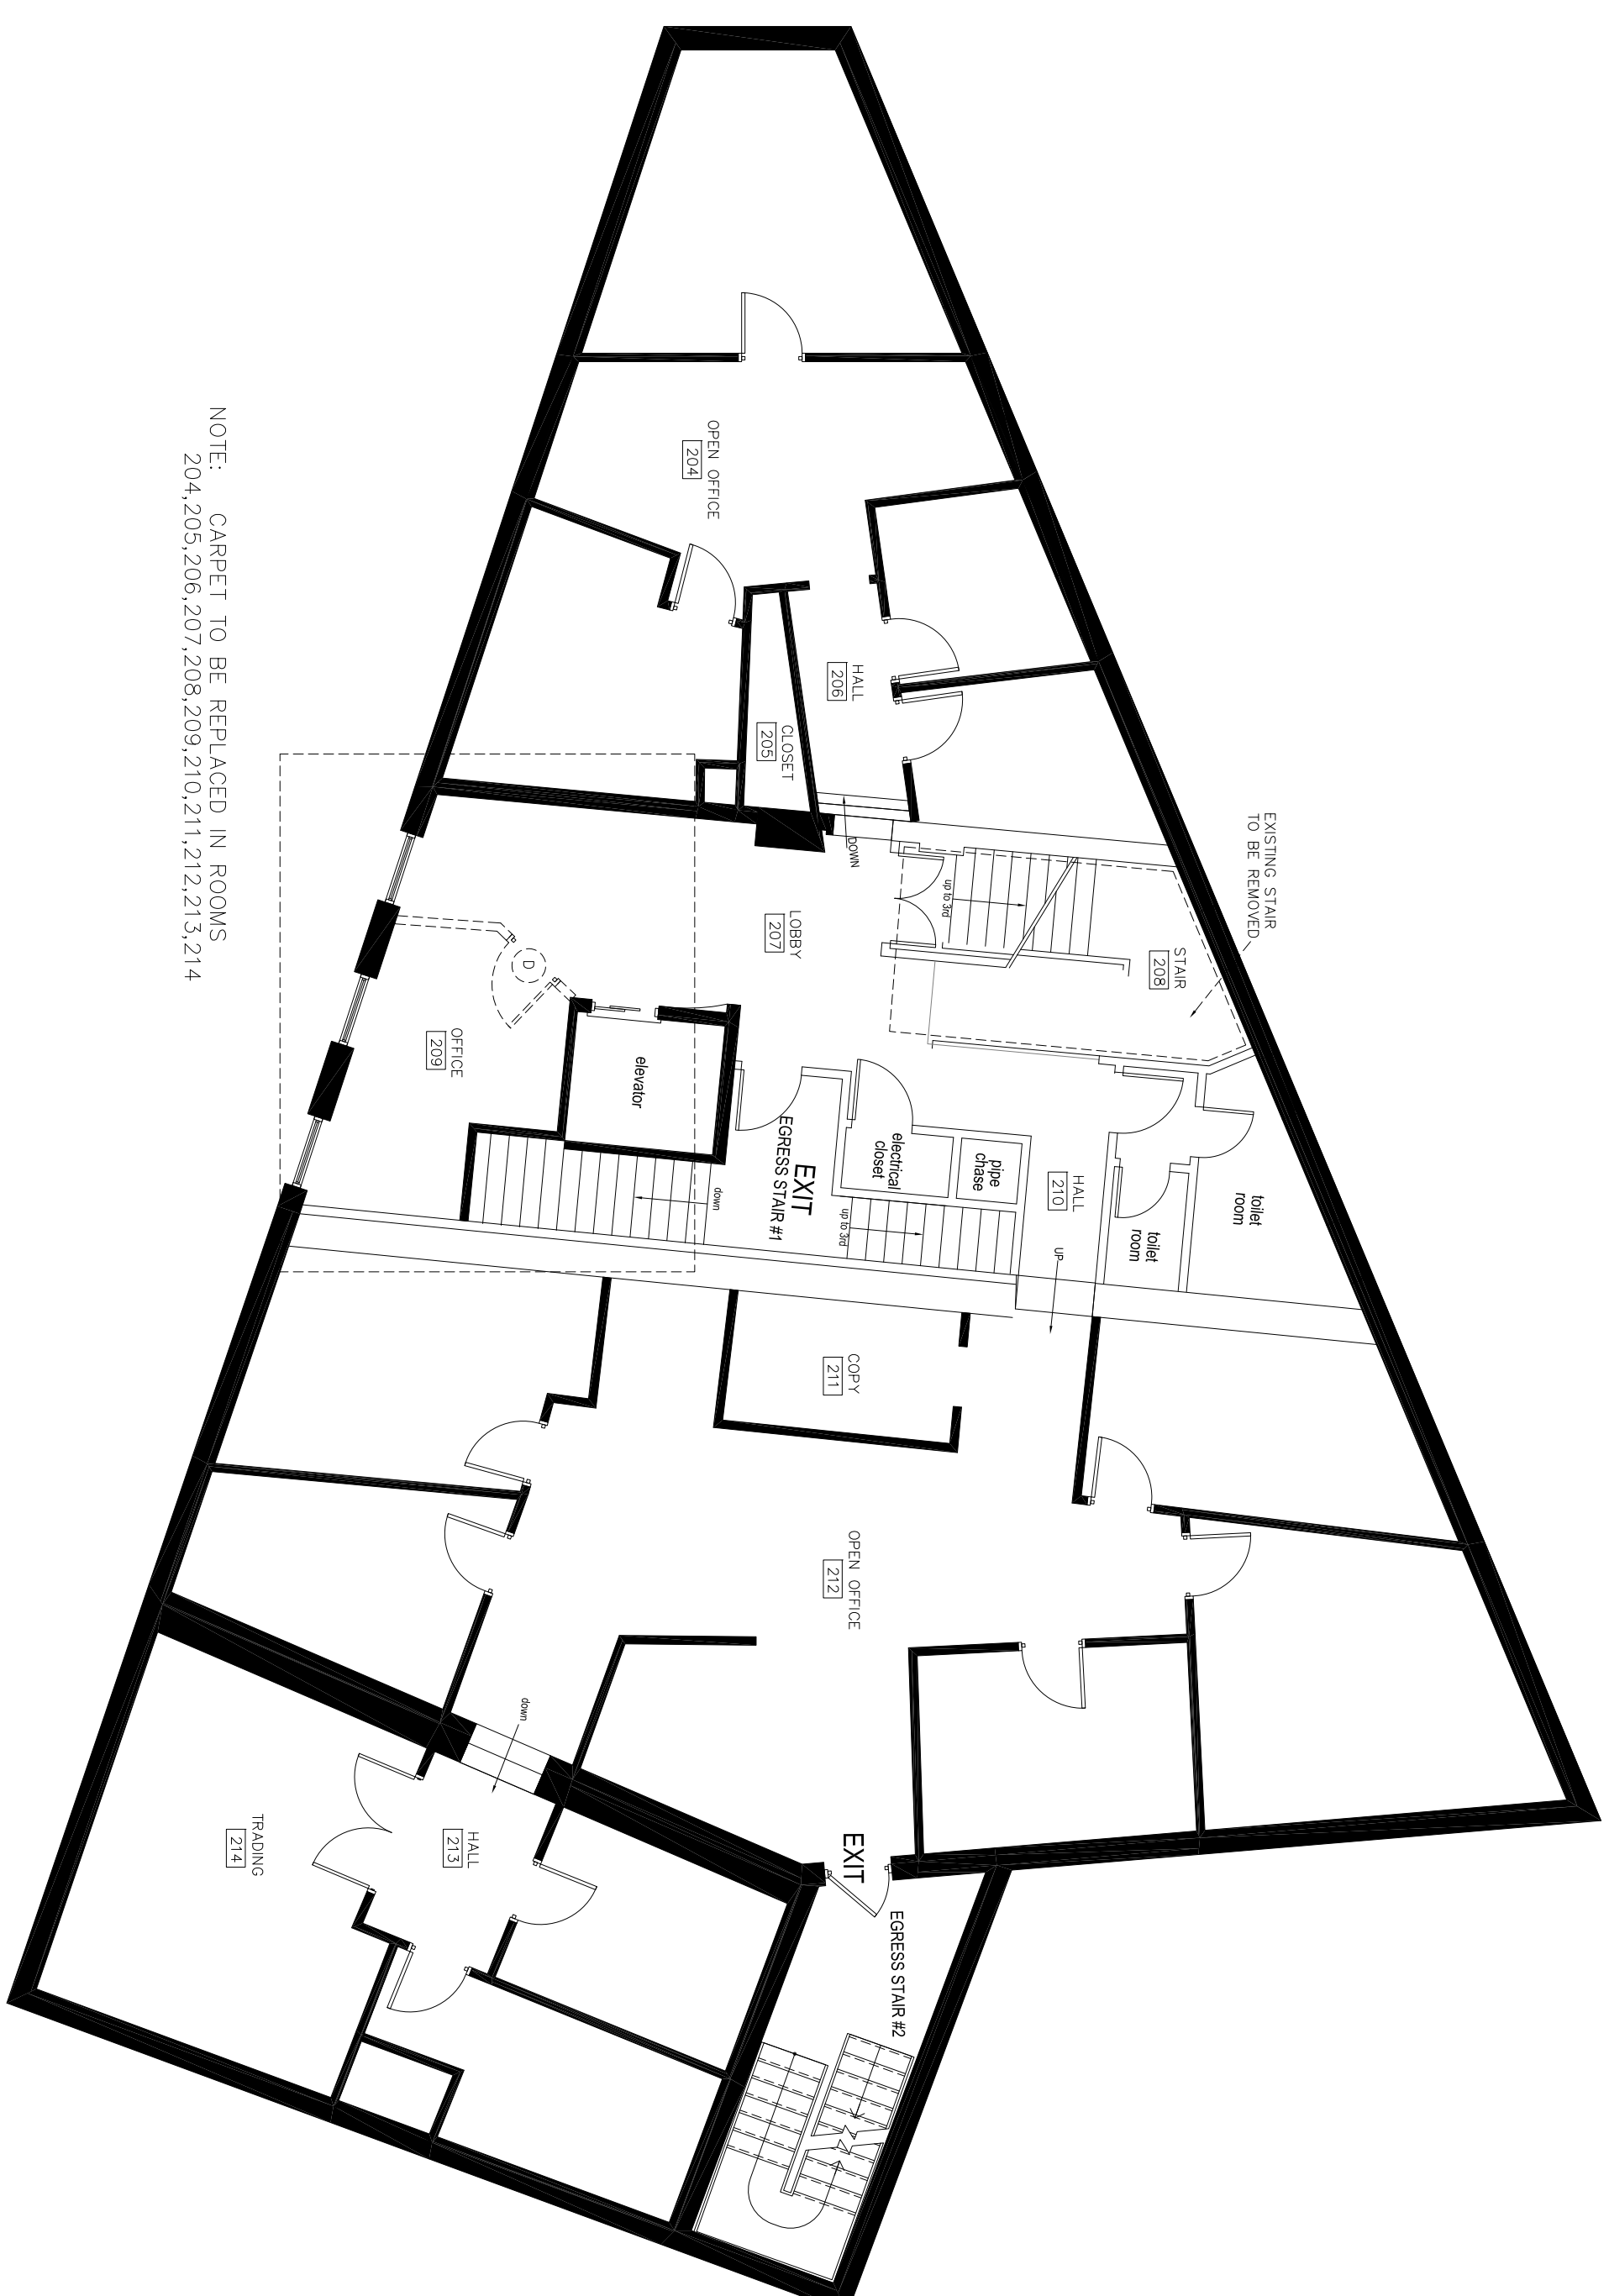 OPEN OFFICE
204
HALL
206
CLOSET
205
DOWN
EXISTING STAIR
TO BE REMOVED
STAIR
208
up to 3rd
LOBBY
207
D
OFFICE
209
elevator
down
EXIT
EGRESS STAIR #1
electrical
closet
pipe
chase
HALL
210
up to 3rd
UP
toilet
room
toilet
room
COPY
211
OPEN OFFICE
212
down
HALL
213
TRADING
214
EXIT
EGRESS STAIR #2
NOTE: CARPET TO BE REPLACED IN ROOMS
204,205,206,207,208,209,210,211,212,213,214